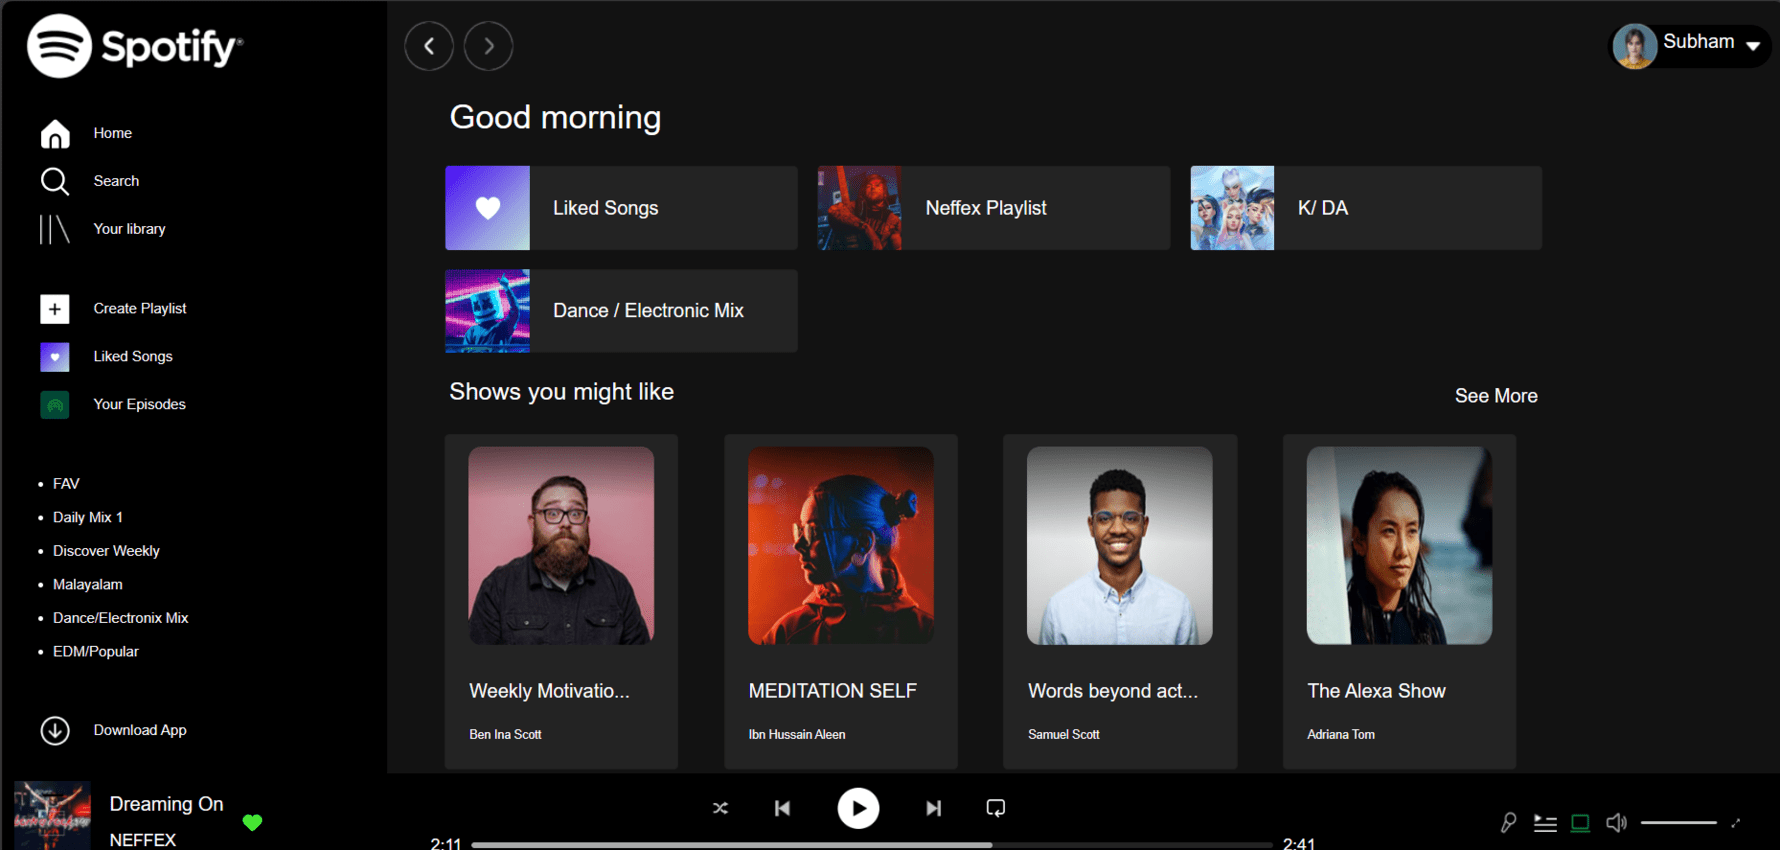 Spotify®
Home
Search
Your library
Create Playlist
Liked Songs
Your Episodes
FAV
Daily Mix 1
Discover Weekly
Malayalam
Dance/Electronix Mix
EDM/Popular
Download App
Subham
Good morning
Liked Songs
Neffex Playlist
K/ DA
Dance / Electronic Mix
Shows you might like
See More
Weekly Motivatio...
Ben Ina Scott
MEDITATION SELF
Ibn Hussain Aleen
Words beyond act...
Samuel Scott
The Alexa Show
Adriana Tom
Dreaming On
NEFFEX
2:11
2:41